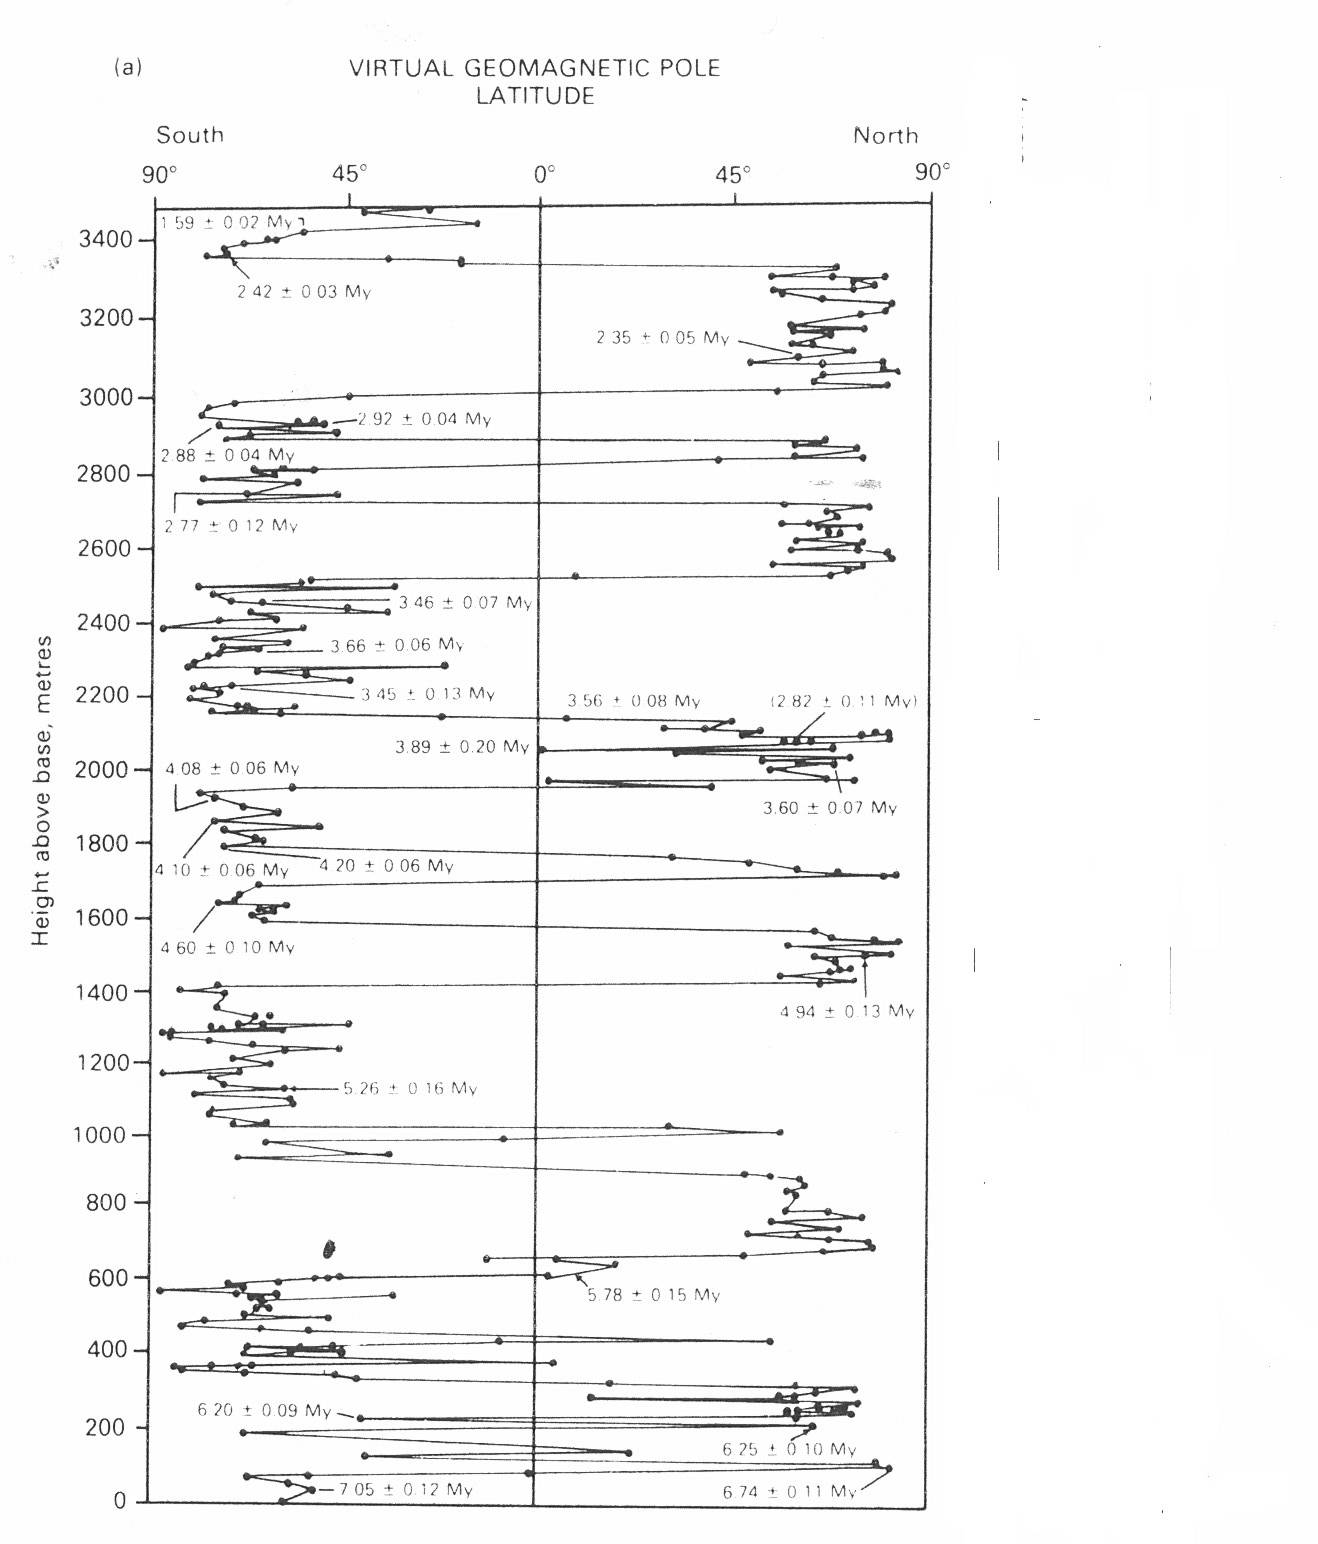 (a)
VIRTUAL GEOMAGNETIC POLE
LATITUDE
South North
90° 45° 0° 45° 90°
1 59 ± 0 02 My
3400
2 42 ± 0 03 My
3200
2 35 ± 0 05 My
3000
2.92 ± 0.04 My
2.88 ± 0 04 My
2800
2 77 ± 0 12 My
2600
3.46 ± 0.07 My
2400
3.66 ± 0.06 My
2200
3 45 ± 0 13 My
3 56 ± 0 08 My
(2.82 ± 0.11 My)
3.89 ± 0.20 My
2000
4.08 ± 0 06 My
3.60 ± 0.07 My
1800
4 10 ± 0 06 My
4 20 ± 0 06 My
1600
4 60 ± 0 10 My
1400
4 94 ± 0.13 My
1200
5.26 ± 0 16 My
1000
800
600
5.78 ± 0 15 My
400
6 20 ± 0.09 My
200
6 25 ± 0 10 My
7 05 ± 0.12 My
6 74 ± 0 11 My
0
Height above base, metres